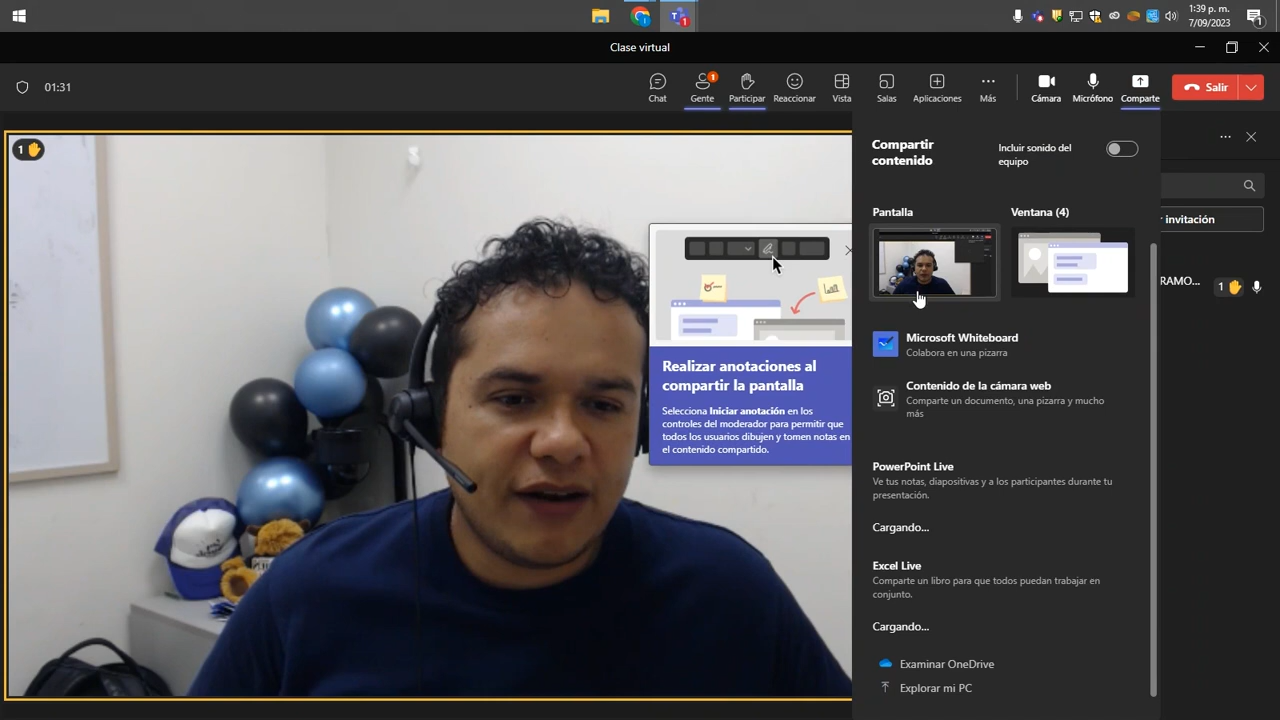 1:39 p. m.
7/09/2023
1
Clase virtual
01:31
Chat
1
Gente
Participar
Reaccionar
Vista
Salas
Aplicaciones
Más
Cámara
Micrófono
Comparte
Salir
1
Compartir
contenido
Incluir sonido del
equipo
Pantalla
Ventana (4)
r invitación
RAMO...
1
Realizar anotaciones al
compartir la pantalla
Selecciona Iniciar anotación en los
controles del moderador para permitir que
todos los usuarios dibujen y tomen notas en
el contenido compartido.
Microsoft Whiteboard
Colabora en una pizarra
Contenido de la cámara web
Comparte un documento, una pizarra y mucho
más
PowerPoint Live
Ve tus notas, diapositivas y a los participantes durante tu
presentación.
Cargando...
Excel Live
Comparte un libro para que todos puedan trabajar en
conjunto.
Cargando...
Examinar OneDrive
Explorar mi PC